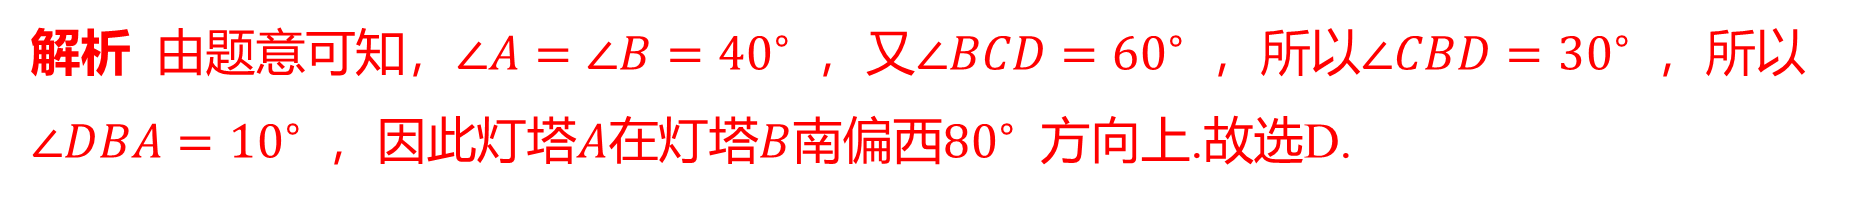 解析 由题意可知，∠A = ∠B = 40°，又∠BCD = 60°，所以∠CBD = 30°，所以
∠DBA = 10°，因此灯塔A在灯塔B南偏西80° 方向上.故选D.